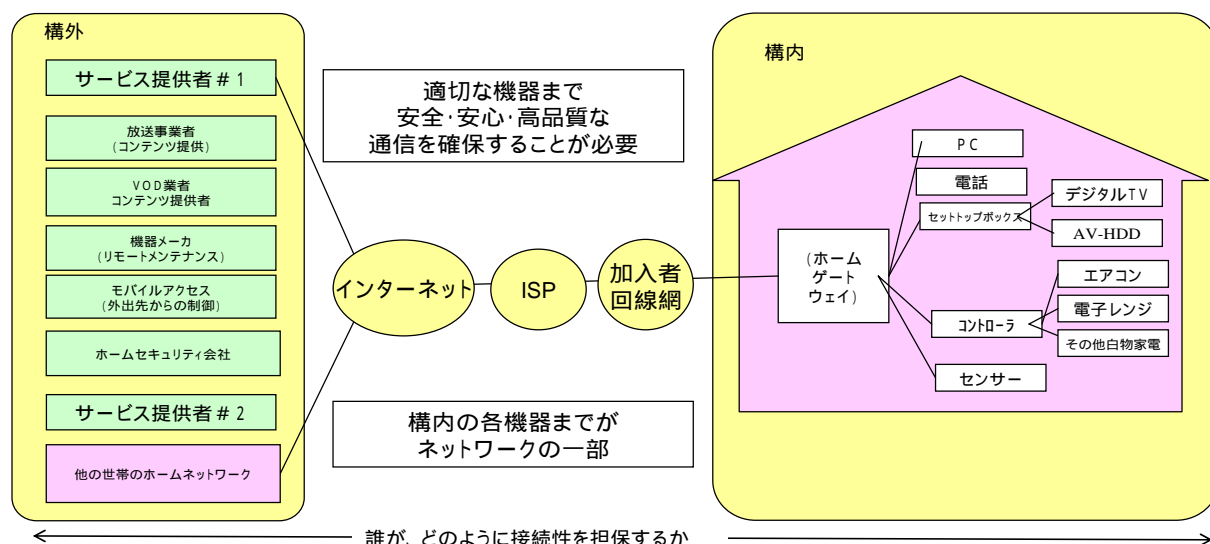 構外
サービス提供者#1
放送事業者
(コンテンツ提供)
VOD業者
コンテンツ提供者
機器メーカ
(リモートメンテナンス)
モバイルアクセス
(外出先からの制御)
ホームセキュリティ会社
サービス提供者#2
他の世帯のホームネットワーク
適切な機器まで
安全・安心・高品質な
通信を確保することが必要
インターネット
ISP
加入者
回線網
構内の各機器までが
ネットワークの一部
構内
(ホーム
ゲート
ウェイ)
PC
電話
セットトップボックス
デジタルTV
AV-HDD
コントローラ
エアコン
電子レンジ
その他白物家電
センサー
誰が、どのように接続性を担保するか